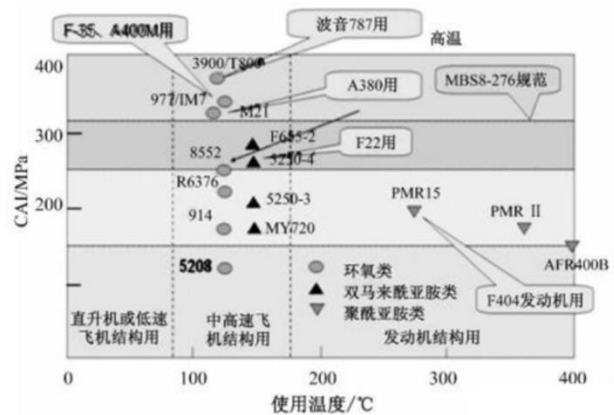 F-35、A400M用
波音787用
高温
400
3900/T800
A380用
MBS8-276规范
977/IM7
M21
300
F655-2
F22用
8552
5250-4
CAI/MPa
R6376
PMR15
PMR Ⅱ
200
914
5250-3
MY720
AFR400B
5208
环氧类
双马来酰亚胺类
聚酰亚胺类
F404发动机用
直升机或低速
飞机结构用
中高速飞
机结构用
发动机结构用
0
100
200
300
400
使用温度/℃